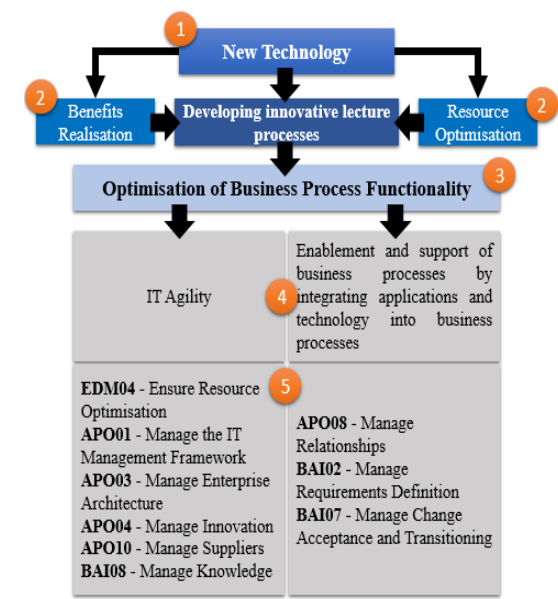 1
New Technology
2
Benefits
Realisation
Developing innovative lecture
processes
Resource
Optimisation
2
Optimisation of Business Process Functionality
3
IT Agility
4
Enablement and support of
business processes by
integrating applications and
technology into business
processes
5
EDM04 - Ensure Resource
Optimisation
APO01 - Manage the IT
Management Framework
APO03 - Manage Enterprise
Architecture
APO04 - Manage Innovation
APO10 - Manage Suppliers
BAI08 - Manage Knowledge
APO08 - Manage
Relationships
BAI02 - Manage
Requirements Definition
BAI07 - Manage Change
Acceptance and Transitioning